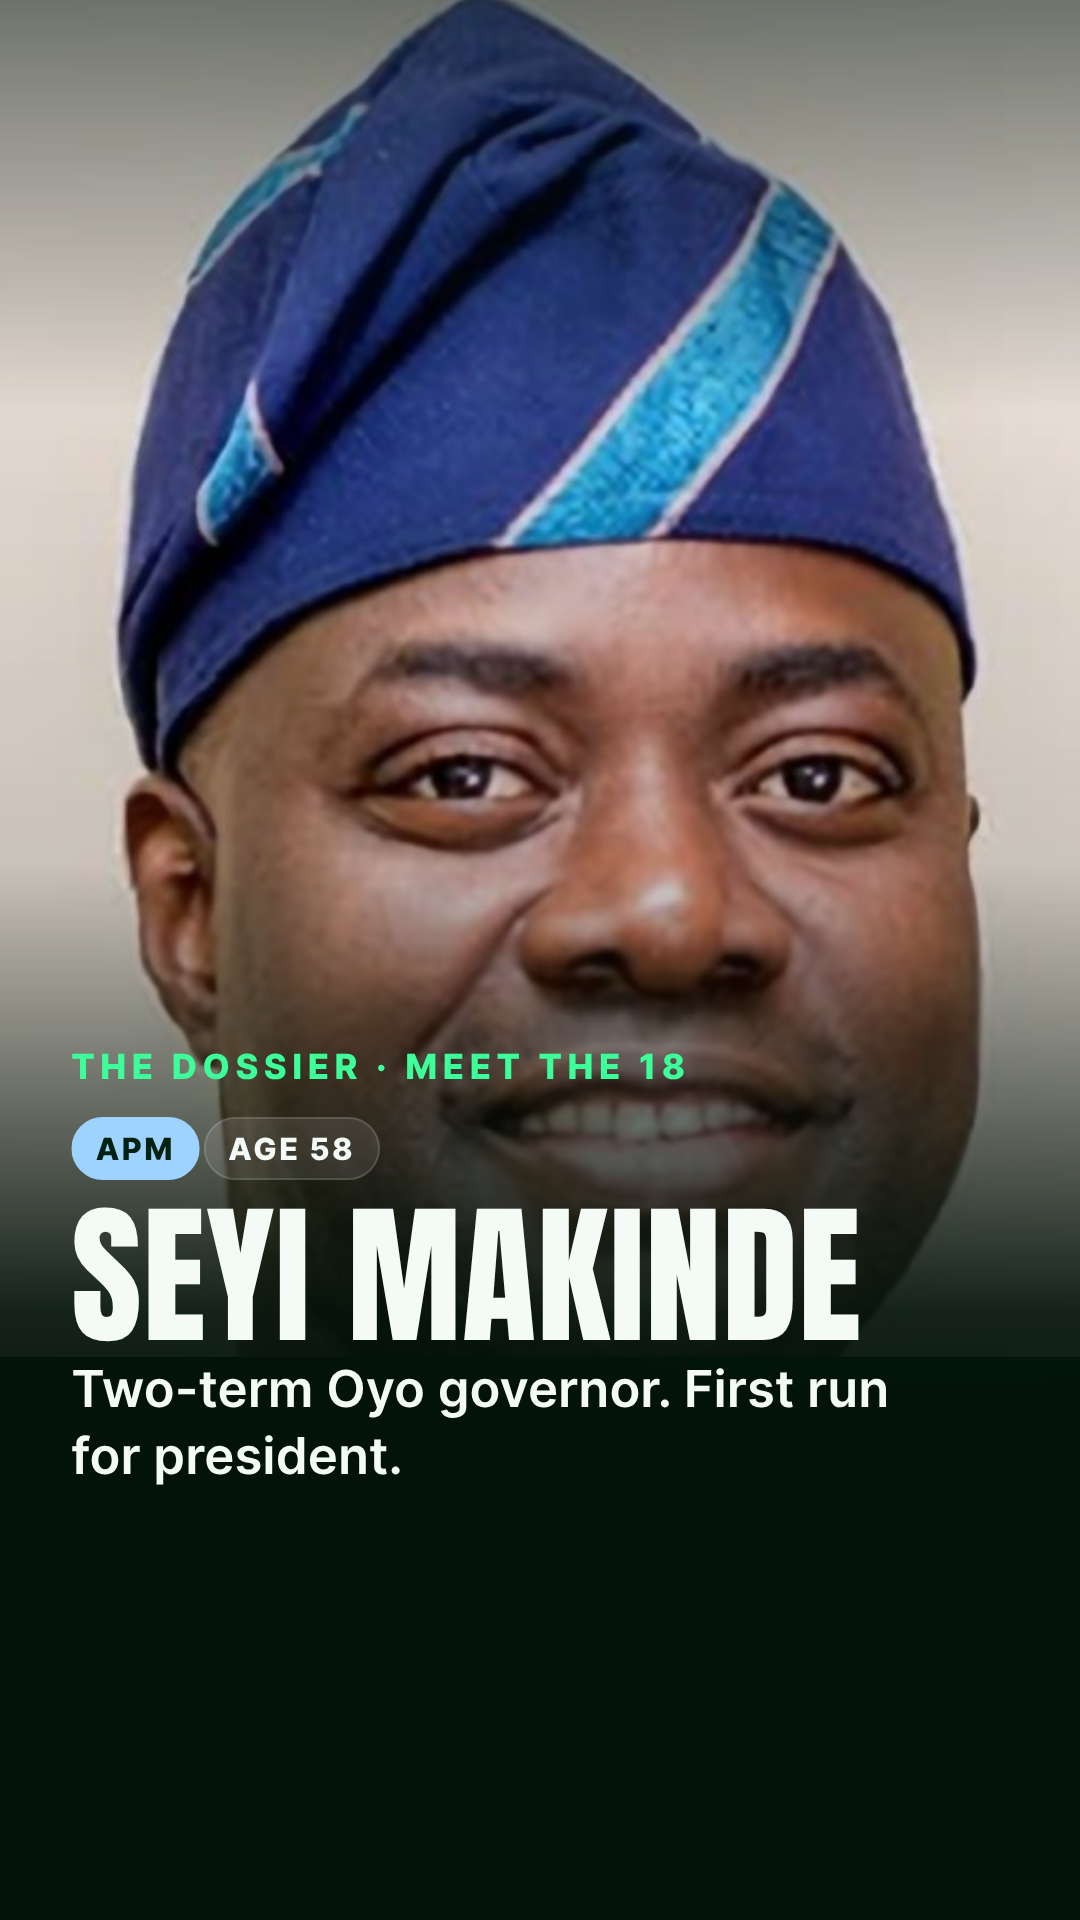 THE DOSSIER · MEET THE 18
APM AGE 58
SEYI MAKINDE
Two-term Oyo governor. First run
for president.